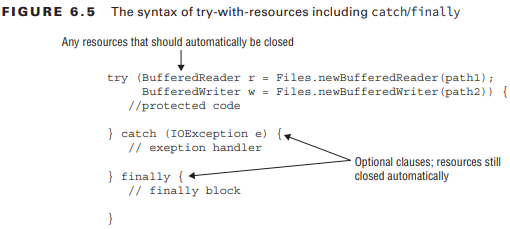 FIGURE 6.5 The syntax of try-with-resources including catch/finally
Any resources that should automatically be closed
try (BufferedReader r = Files.newBufferedReader(path1);
BufferedWriter w = Files.newBufferedWriter(path2)) {
//protected code
} catch (IOException e) {
// exeption handler
Optional clauses; resources still
closed automatically
} finally {
// finally block
}